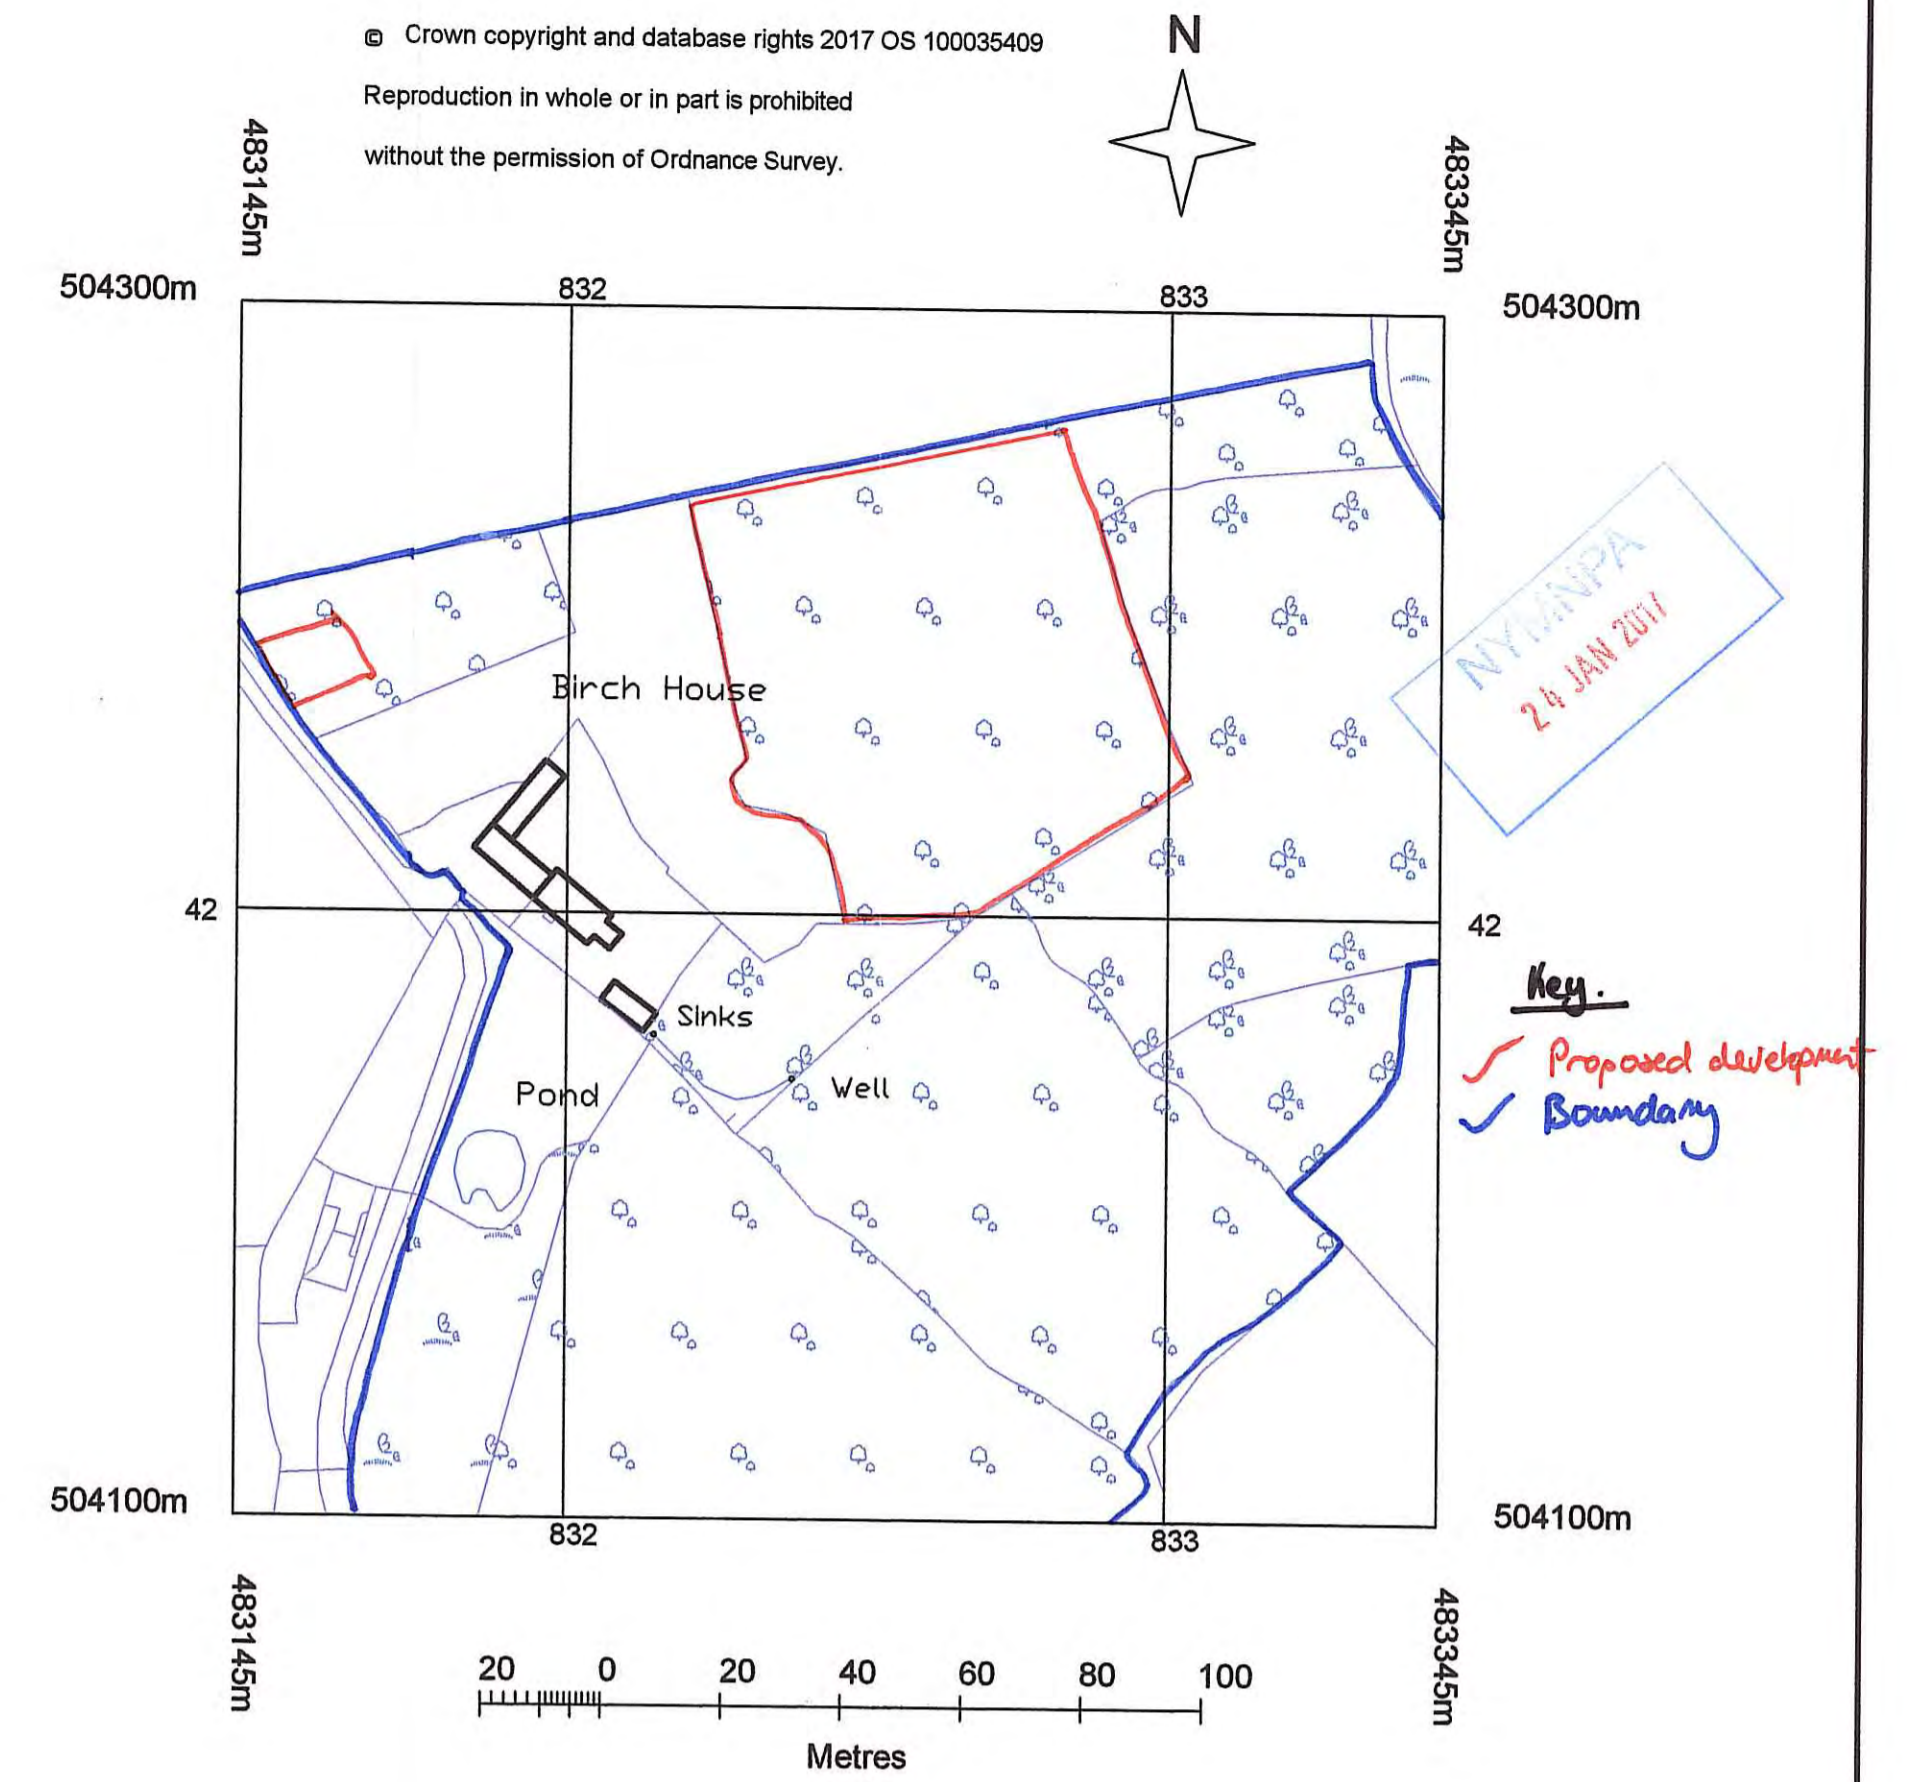 © Crown copyright and database rights 2017 OS 100035409
Reproduction in whole or in part is prohibited
without the permission of Ordnance Survey.
N
483145m
483345m
504300m
832
833
504300m
NYMNPA
24 JAN 2017
Birch House
42
42
Key.
Proposed development
Boundary
Sinks
Pond
Well
504100m
832
833
504100m
483145m
483345m
20 0 20 40 60 80 100
Metres